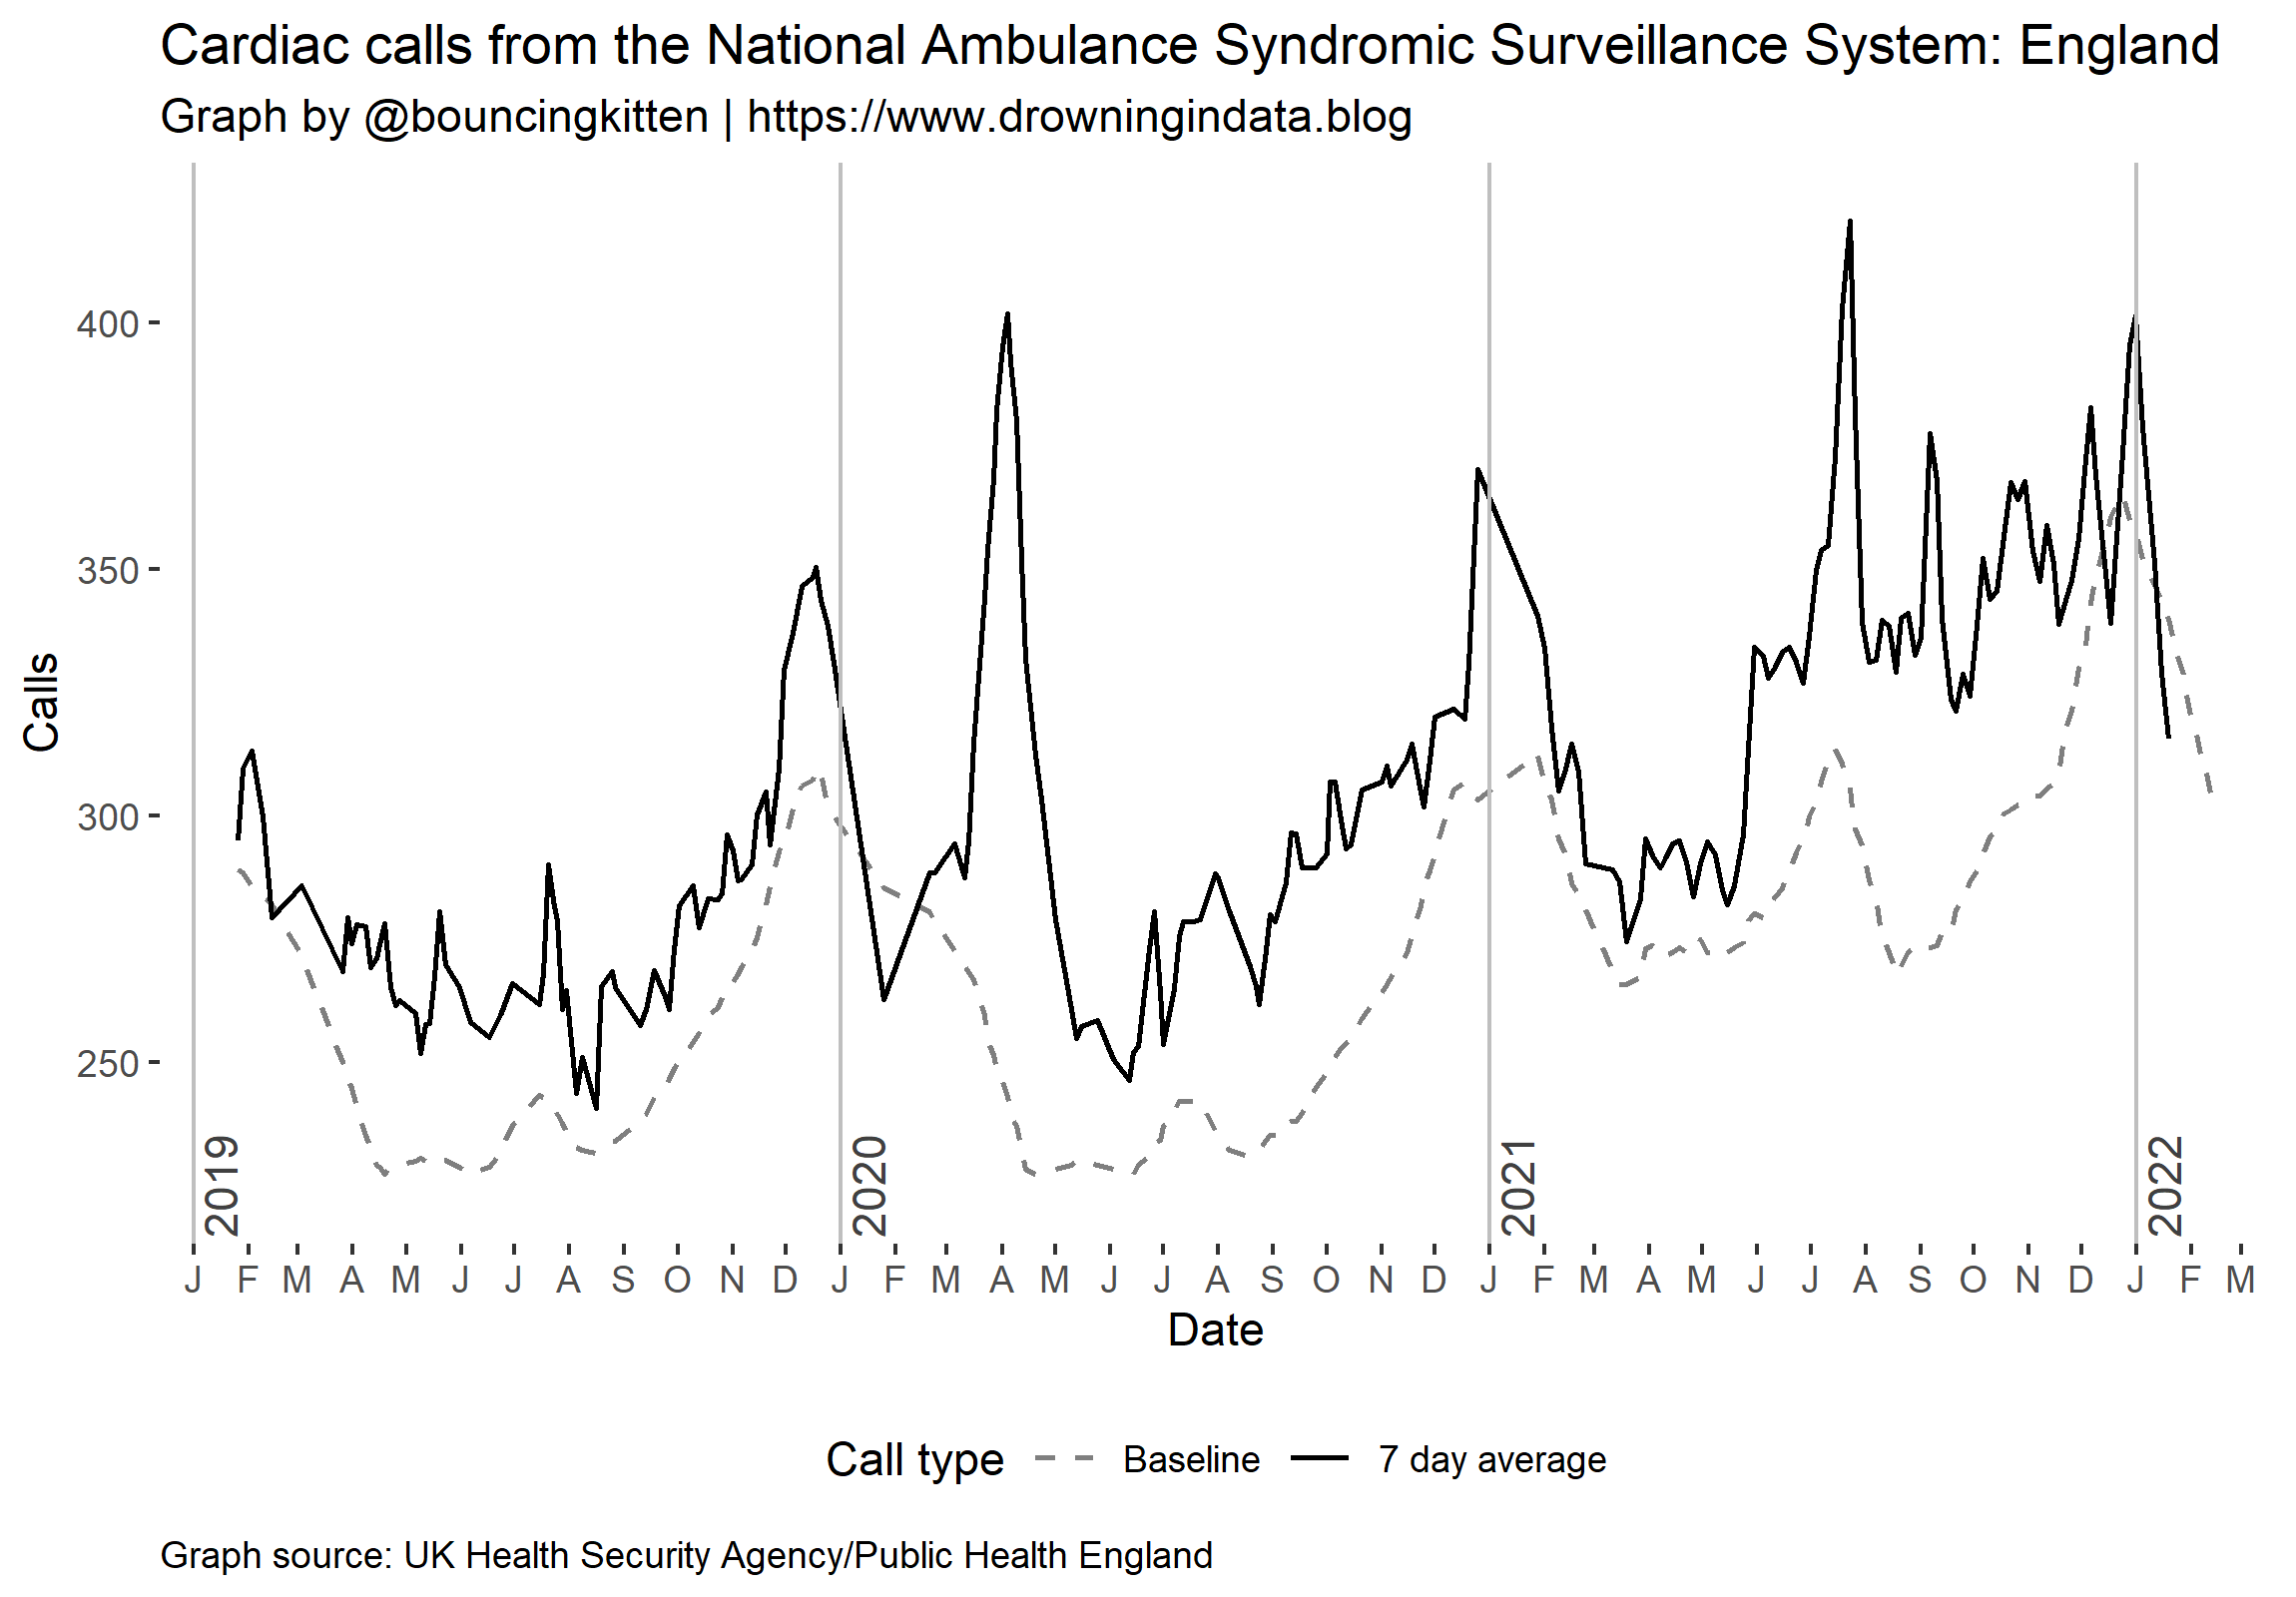 Cardiac calls from the National Ambulance Syndromic Surveillance System: England
Graph by @bouncingkitten | https://www.drowningindata.blog
400
350
300
250
Calls
2019
2020
2021
2022
J F M A M J J A S O N D J F M A M J J A S O N D J F M A M J J A S O N D J F M
Date
Call type Baseline 7 day average
Graph source: UK Health Security Agency/Public Health England